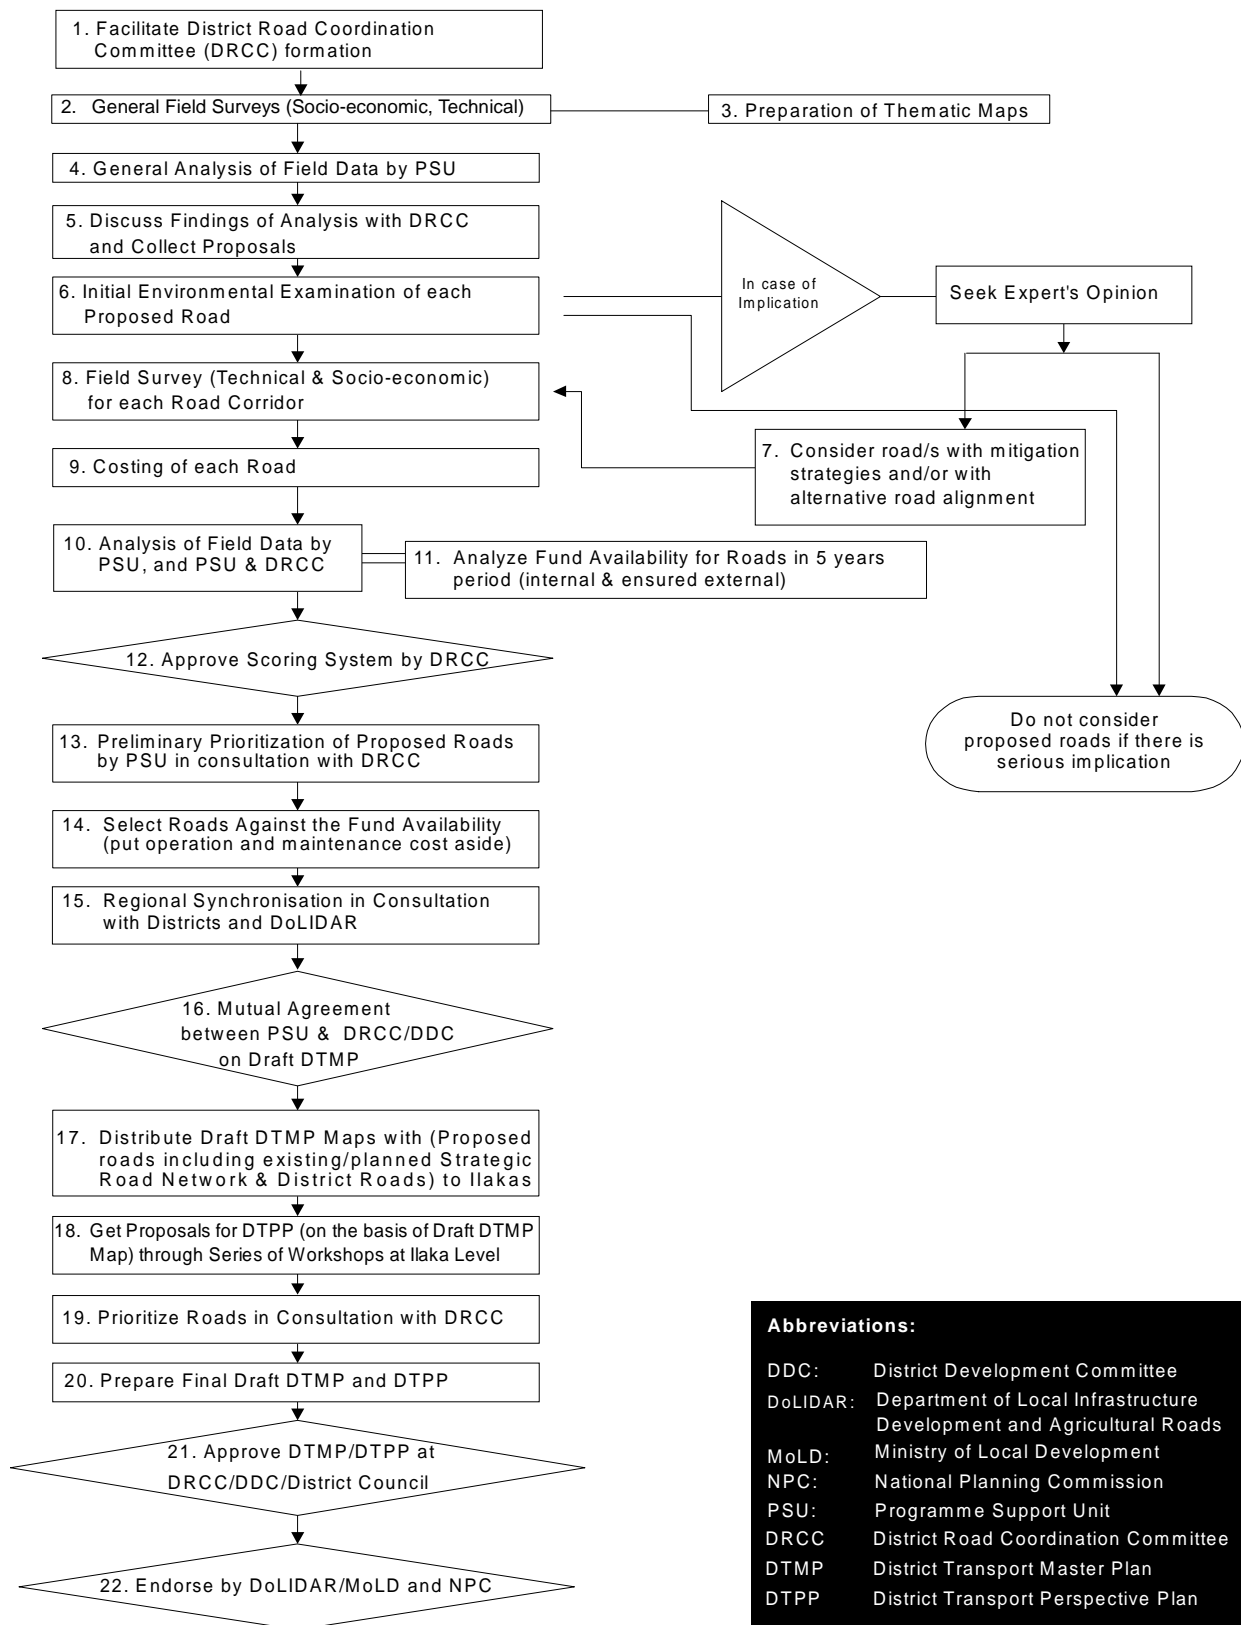 1. Facilitate District Road Coordination
Committee (DRCC) formation
2. General Field Surveys (Socio-economic, Technical)
3. Preparation of Thematic Maps
4. General Analysis of Field Data by PSU
5. Discuss Findings of Analysis with DRCC
and Collect Proposals
6. Initial Environmental Examination of each
Proposed Road
In case of
Implication
Seek Expert's Opinion
8. Field Survey (Technical & Socio-economic)
for each Road Corridor
7. Consider road/s with mitigation
strategies and/or with
alternative road alignment
9. Costing of each Road
10. Analysis of Field Data by
PSU, and PSU & DRCC
11. Analyze Fund Availability for Roads in 5 years
period (internal & ensured external)
12. Approve Scoring System by DRCC
Do not consider
proposed roads if there is
serious implication
13. Preliminary Prioritization of Proposed Roads
by PSU in consultation with DRCC
14. Select Roads Against the Fund Availability
(put operation and maintenance cost aside)
15. Regional Synchronisation in Consultation
with Districts and DoLIDAR
16. Mutual Agreement
between PSU & DRCC/DDC
on Draft DTMP
17. Distribute Draft DTMP Maps with (Proposed
roads including existing/planned Strategic
Road Network & District Roads) to Ilakas
18. Get Proposals for DTPP (on the basis of Draft DTMP
Map) through Series of Workshops at Ilaka Level
19. Prioritize Roads in Consultation with DRCC
20. Prepare Final Draft DTMP and DTPP
21. Approve DTMP/DTPP at
DRCC/DDC/District Council
22. Endorse by DoLIDAR/MoLD and NPC
Abbreviations:
DDC: District Development Committee
DoLIDAR: Department of Local Infrastructure
Development and Agricultural Roads
MoLD: Ministry of Local Development
NPC: National Planning Commission
PSU: Programme Support Unit
DRCC District Road Coordination Committee
DTMP District Transport Master Plan
DTPP District Transport Perspective Plan